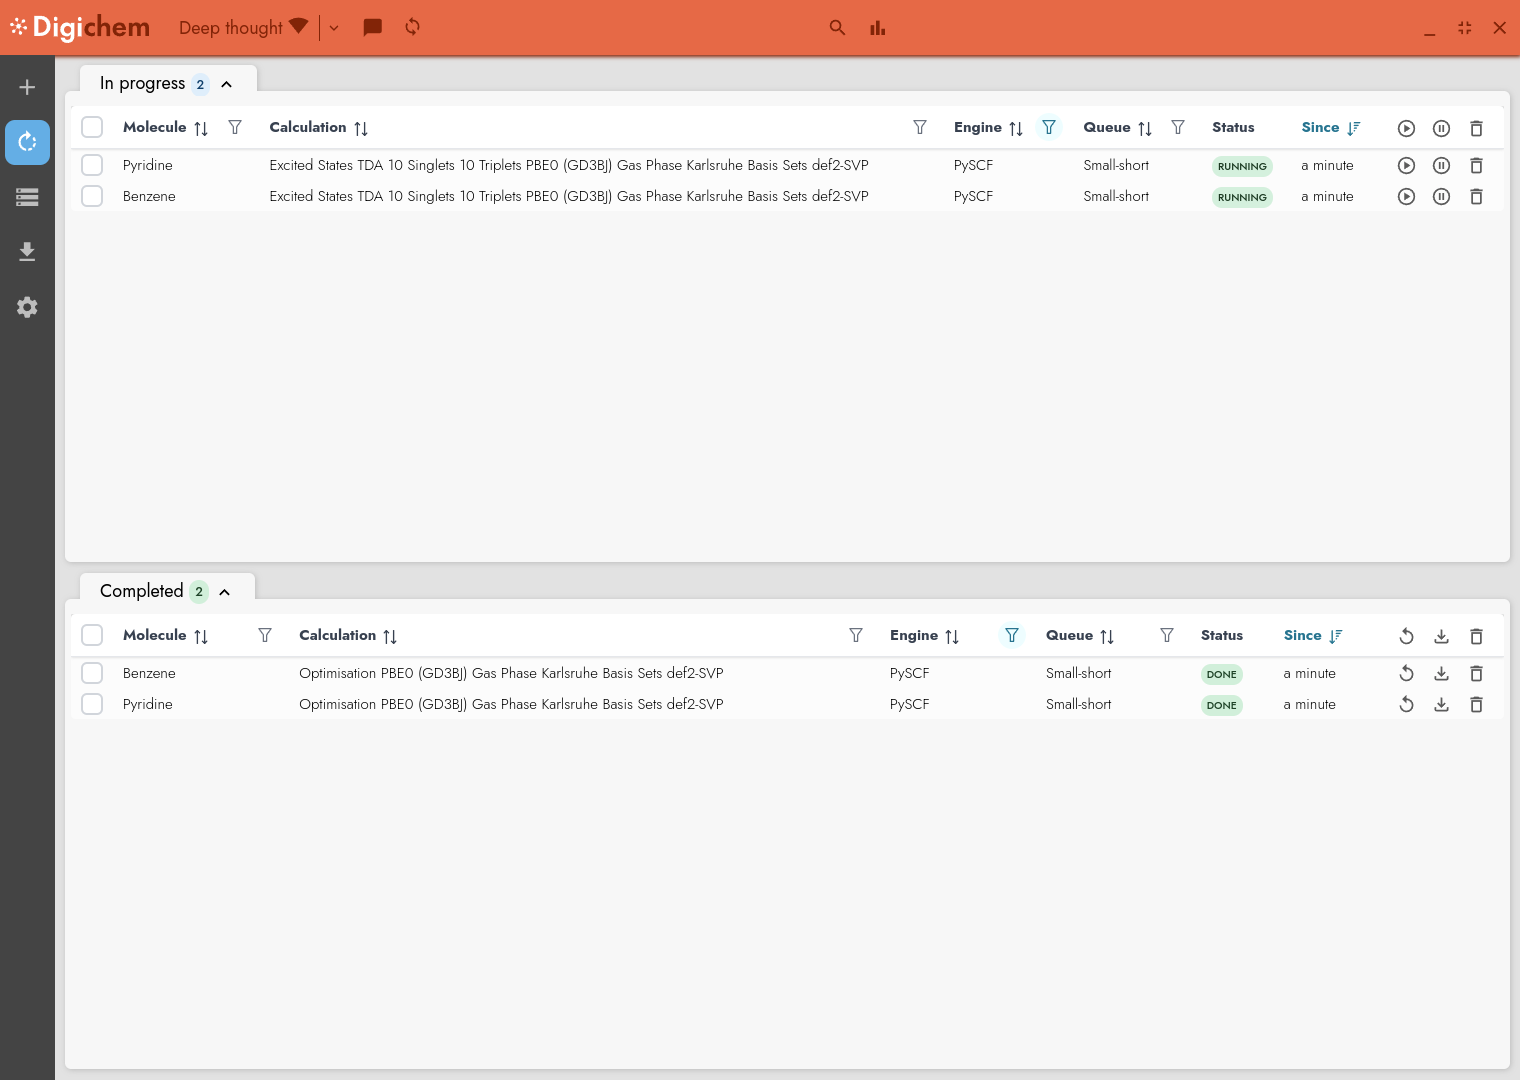 Digichem Deep thought
In progress 2
Molecule Calculation Engine Queue Status Since
Pyridine Excited States TDA 10 Singlets 10 Triplets PBE0 (GD3BJ) Gas Phase Karlsruhe Basis Sets def2-SVP PySCF Small-short RUNNING a minute
Benzene Excited States TDA 10 Singlets 10 Triplets PBE0 (GD3BJ) Gas Phase Karlsruhe Basis Sets def2-SVP PySCF Small-short RUNNING a minute
Completed 2
Molecule Calculation Engine Queue Status Since
Benzene Optimisation PBE0 (GD3BJ) Gas Phase Karlsruhe Basis Sets def2-SVP PySCF Small-short DONE a minute
Pyridine Optimisation PBE0 (GD3BJ) Gas Phase Karlsruhe Basis Sets def2-SVP PySCF Small-short DONE a minute